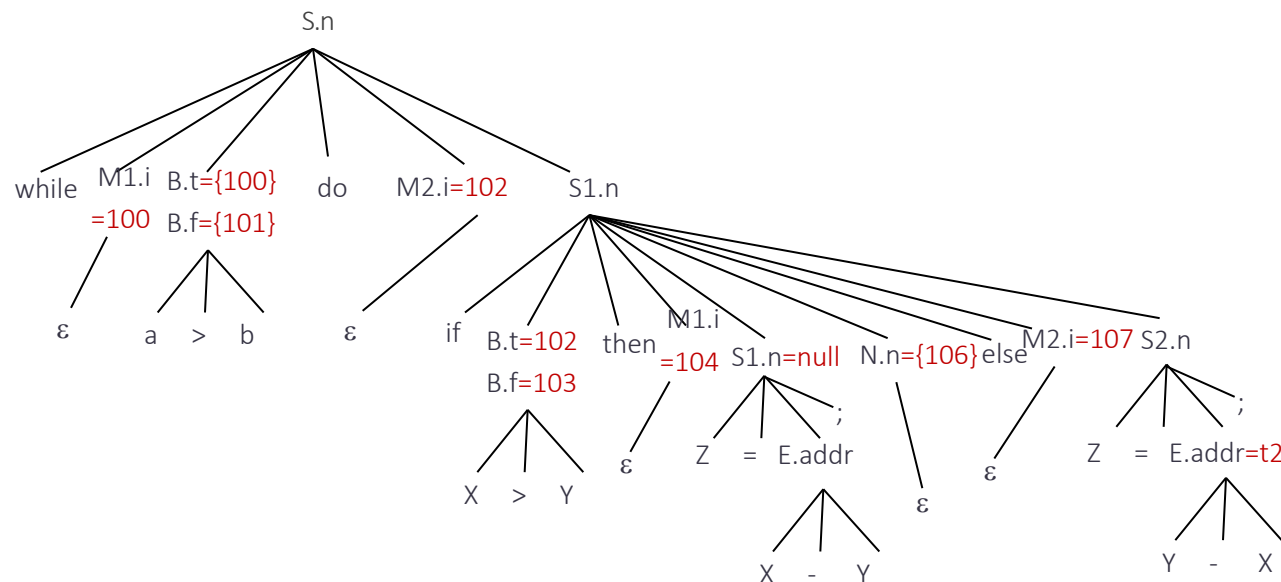 S.n
while M1.i B.t={100} do M2.i=102 S1.n
=100 B.f={101}
ε a > b ε if B.t=102 then M1.i S1.n=null N.n={106} else M2.i=107 S2.n
=104
B.f=103
; ;
ε Z = E.addr ε Z = E.addr=t2
X > Y ε
X - Y Y - X